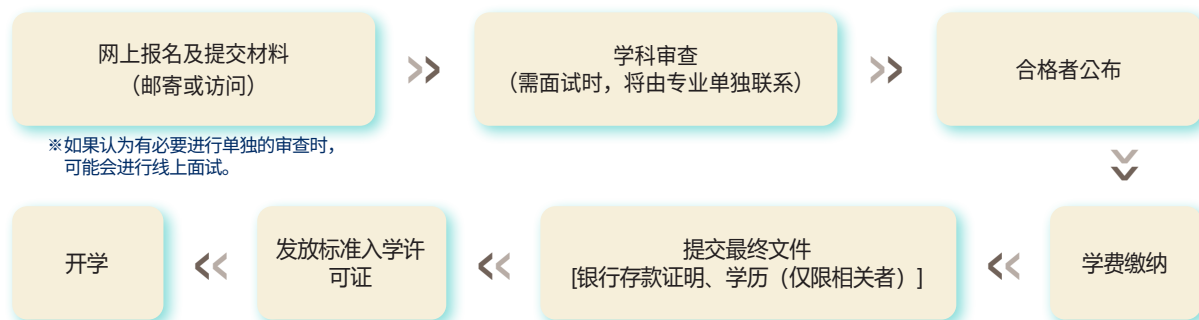 网上报名及提交材料
（邮寄或访问）
学科审查
（需面试时，将由专业单独联系）
合格者公布
※如果认为有必要进行单独的审查时，
可能会进行线上面试。
学费缴纳
提交最终文件
[银行存款证明、学历（仅限相关者）]
发放标准入学许
可证
开学